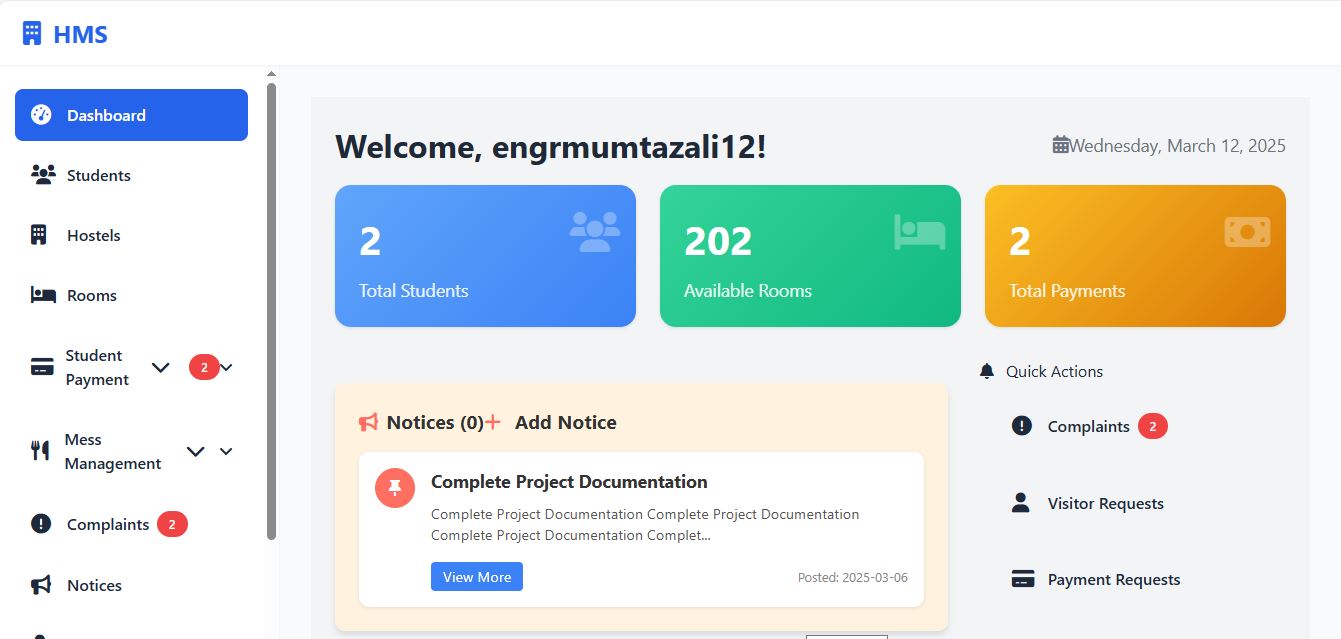 HMS
Dashboard
Students
Hostels
Rooms
Student
Payment
2
Mess
Management
Complaints 2
Notices
Welcome, engrmumtazali12!
Wednesday, March 12, 2025
2
Total Students
202
Available Rooms
2
Total Payments
Notices (0)+ Add Notice
Complete Project Documentation
Complete Project Documentation Complete Project Documentation
Complete Project Documentation Complet...
View More
Posted: 2025-03-06
Quick Actions
Complaints 2
Visitor Requests
Payment Requests